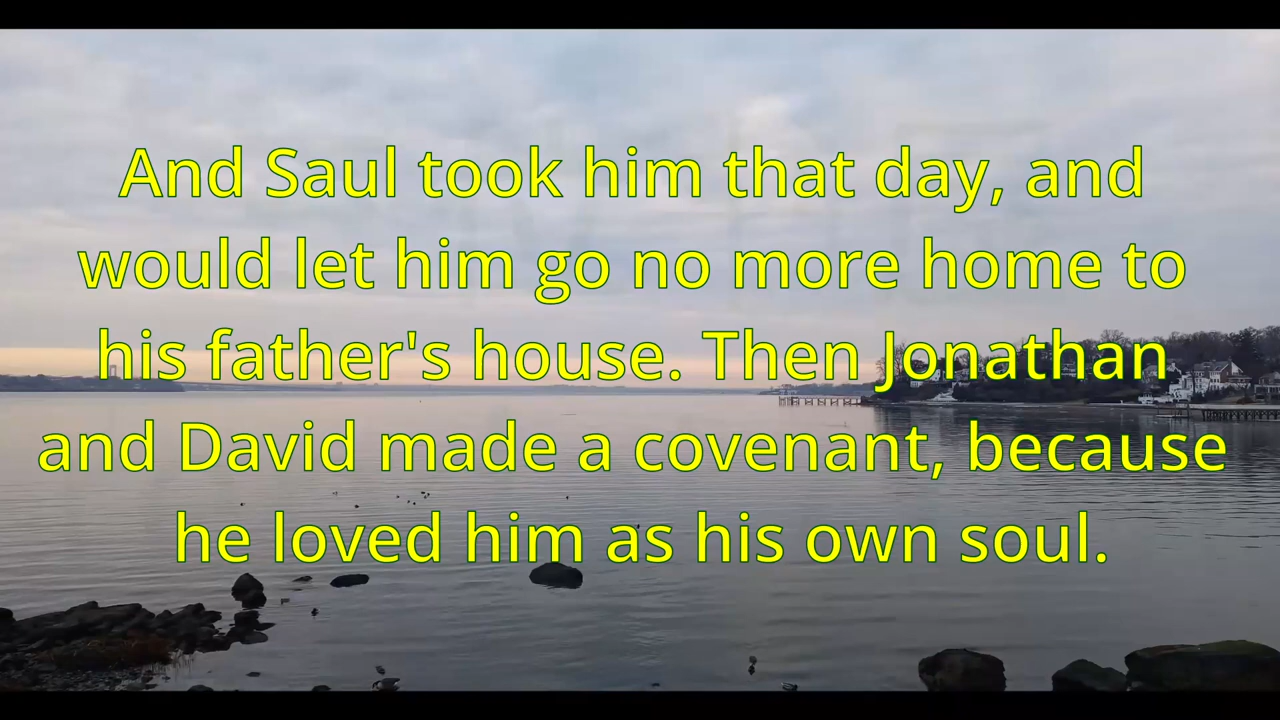 And Saul took him that day, and
would let him go no more home to
his father's house. Then Jonathan
and David made a covenant, because
he loved him as his own soul.